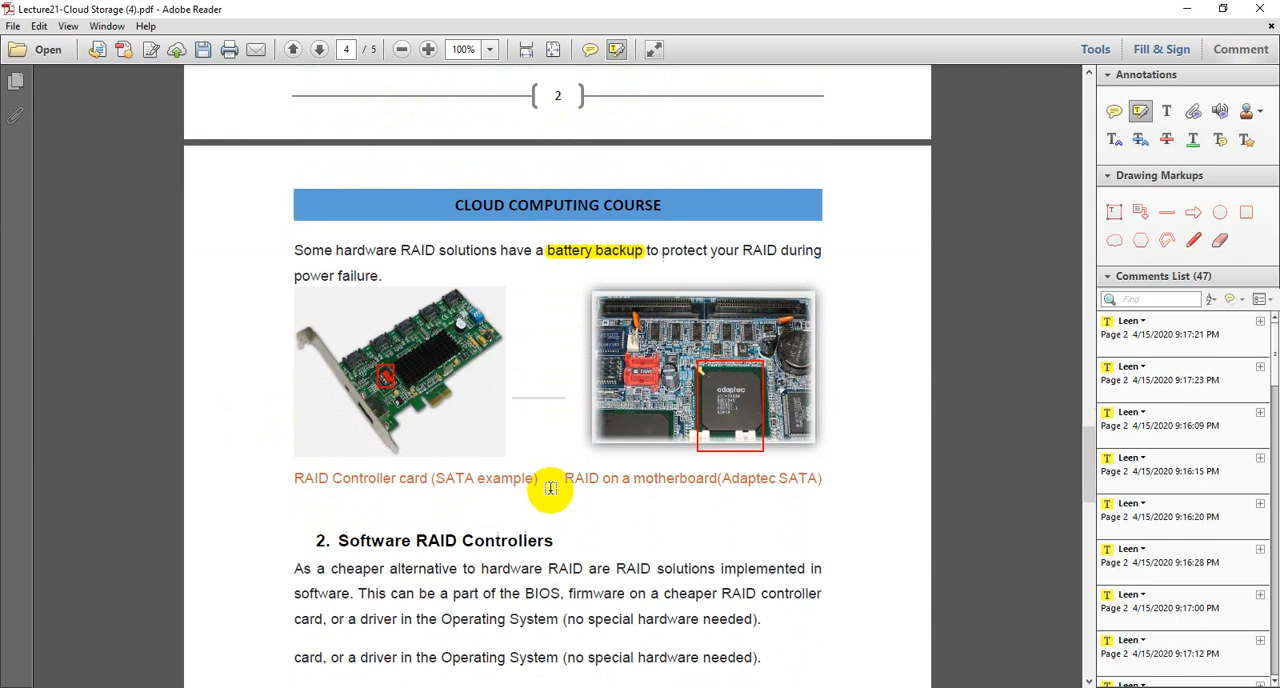 Lecture21-Cloud Storage (4).pdf - Adobe Reader
File Edit View Window Help
Open 4 / 5 100% Tools Fill & Sign Comment
2
CLOUD COMPUTING COURSE
Some hardware RAID solutions have a battery backup to protect your RAID during
power failure.
adaptec
RAID Controller card (SATA example) RAID on a motherboard(Adaptec SATA)
2. Software RAID Controllers
As a cheaper alternative to hardware RAID are RAID solutions implemented in
software. This can be a part of the BIOS, firmware on a cheaper RAID controller
card, or a driver in the Operating System (no special hardware needed).
card, or a driver in the Operating System (no special hardware needed).
Annotations
Drawing Markups
Comments List (47)
Find
Leen
Page 2 4/15/2020 9:17:21 PM
Leen
Page 2 4/15/2020 9:17:23 PM
Leen
Page 2 4/15/2020 9:16:09 PM
Leen
Page 2 4/15/2020 9:16:15 PM
Leen
Page 2 4/15/2020 9:16:20 PM
Leen
Page 2 4/15/2020 9:16:28 PM
Leen
Page 2 4/15/2020 9:17:00 PM
Leen
Page 2 4/15/2020 9:17:12 PM